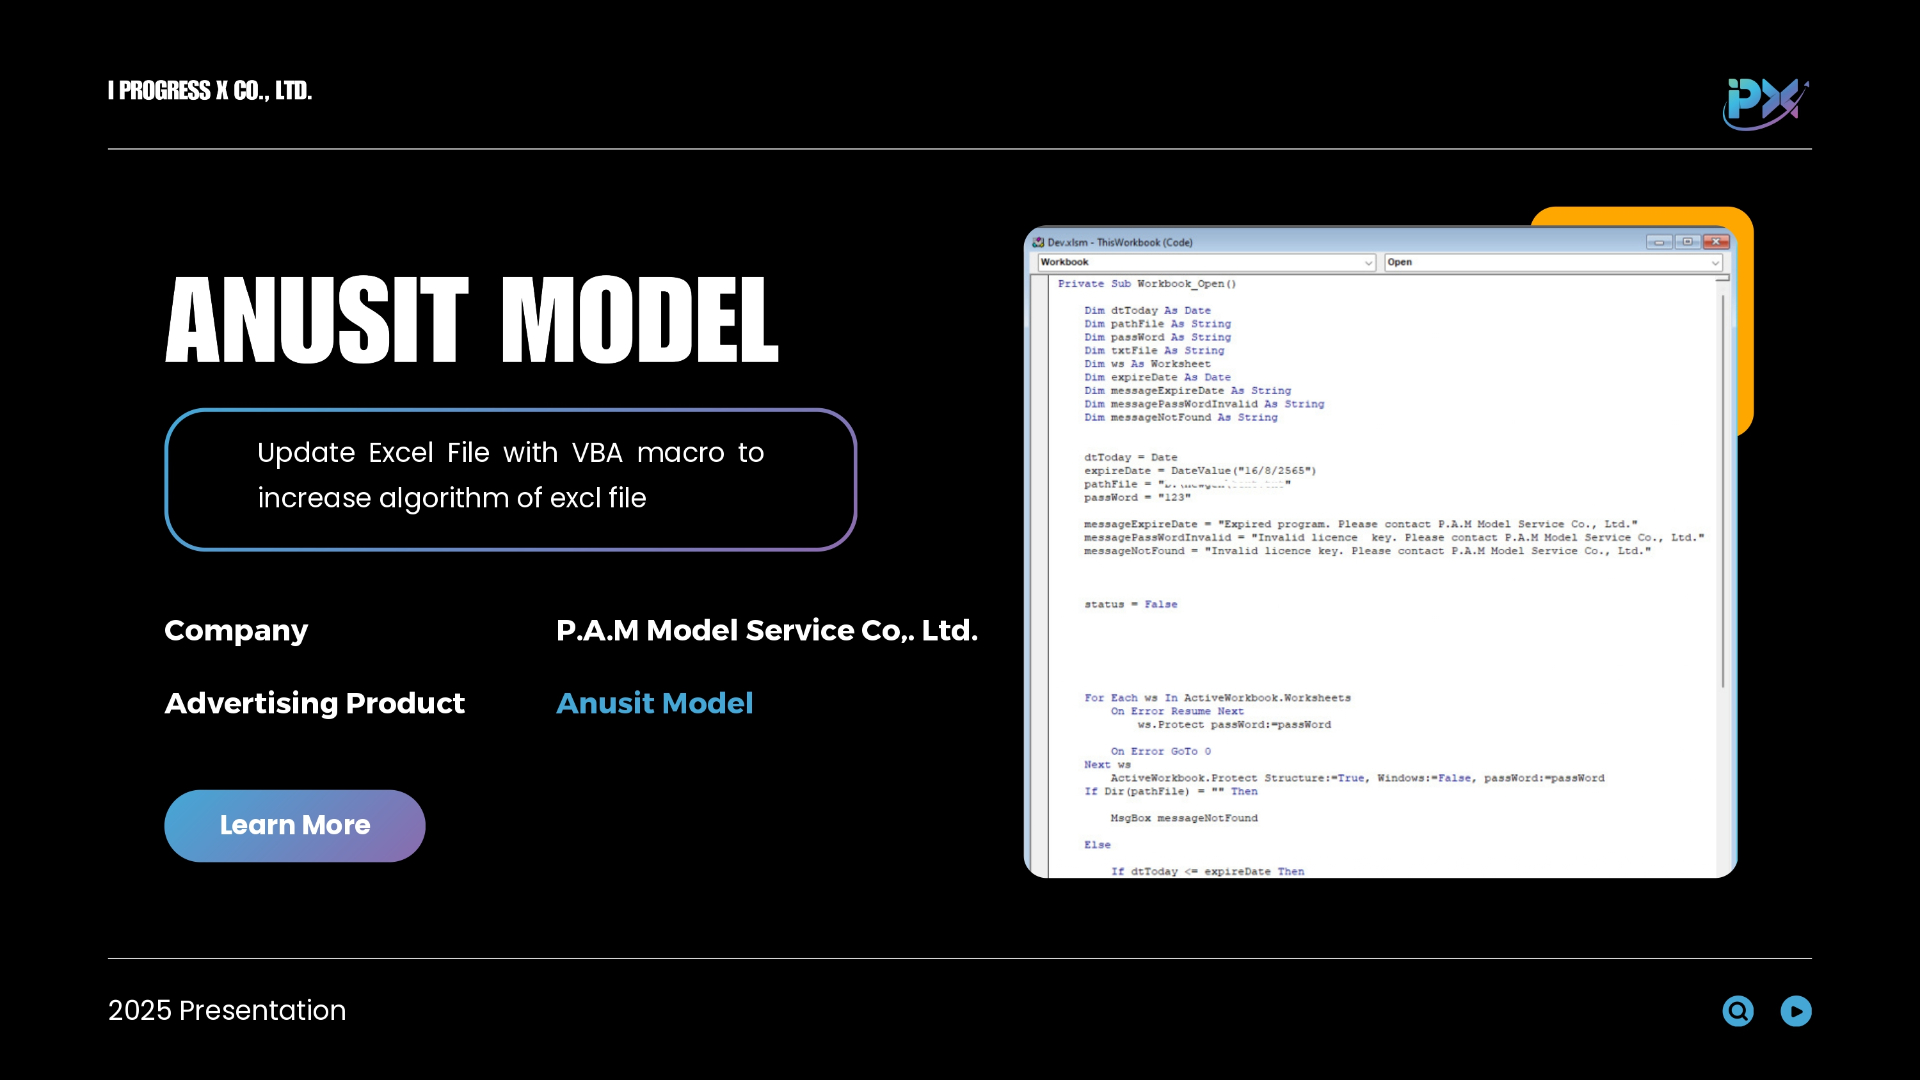 I PROGRESS X CO., LTD.
iPX
ANUSIT MODEL
Update Excel File with VBA macro to
increase algorithm of excl file
Company
P.A.M Model Service Co,. Ltd.
Advertising Product
Anusit Model
Learn More
Dev.xlsm - ThisWorkbook (Code)
Workbook
Open
Private Sub Workbook_Open()
Dim dtToday As Date
Dim pathFile As String
Dim passWord As String
Dim txtFile As String
Dim ws As Worksheet
Dim expireDate As Date
Dim messageExpireDate As String
Dim messagePassWordInvalid As String
Dim messageNotFound As String
dtToday = Date
expireDate = DateValue("16/8/2565")
pathFile = "
passWord = "123"
messageExpireDate = "Expired program. Please contact P.A.M Model Service Co., Ltd."
messagePassWordInvalid = "Invalid licence  key. Please contact P.A.M Model Service Co., Ltd."
messageNotFound = "Invalid licence key. Please contact P.A.M Model Service Co., Ltd."
status = False
For Each ws In ActiveWorkbook.Worksheets
On Error Resume Next
ws.Protect passWord:=passWord
On Error GoTo 0
Next ws
ActiveWorkbook.Protect Structure:=True, Windows:=False, passWord:=passWord
If Dir(pathFile) = "" Then
MsgBox messageNotFound
Else
If dtToday <= expireDate Then
2025 Presentation